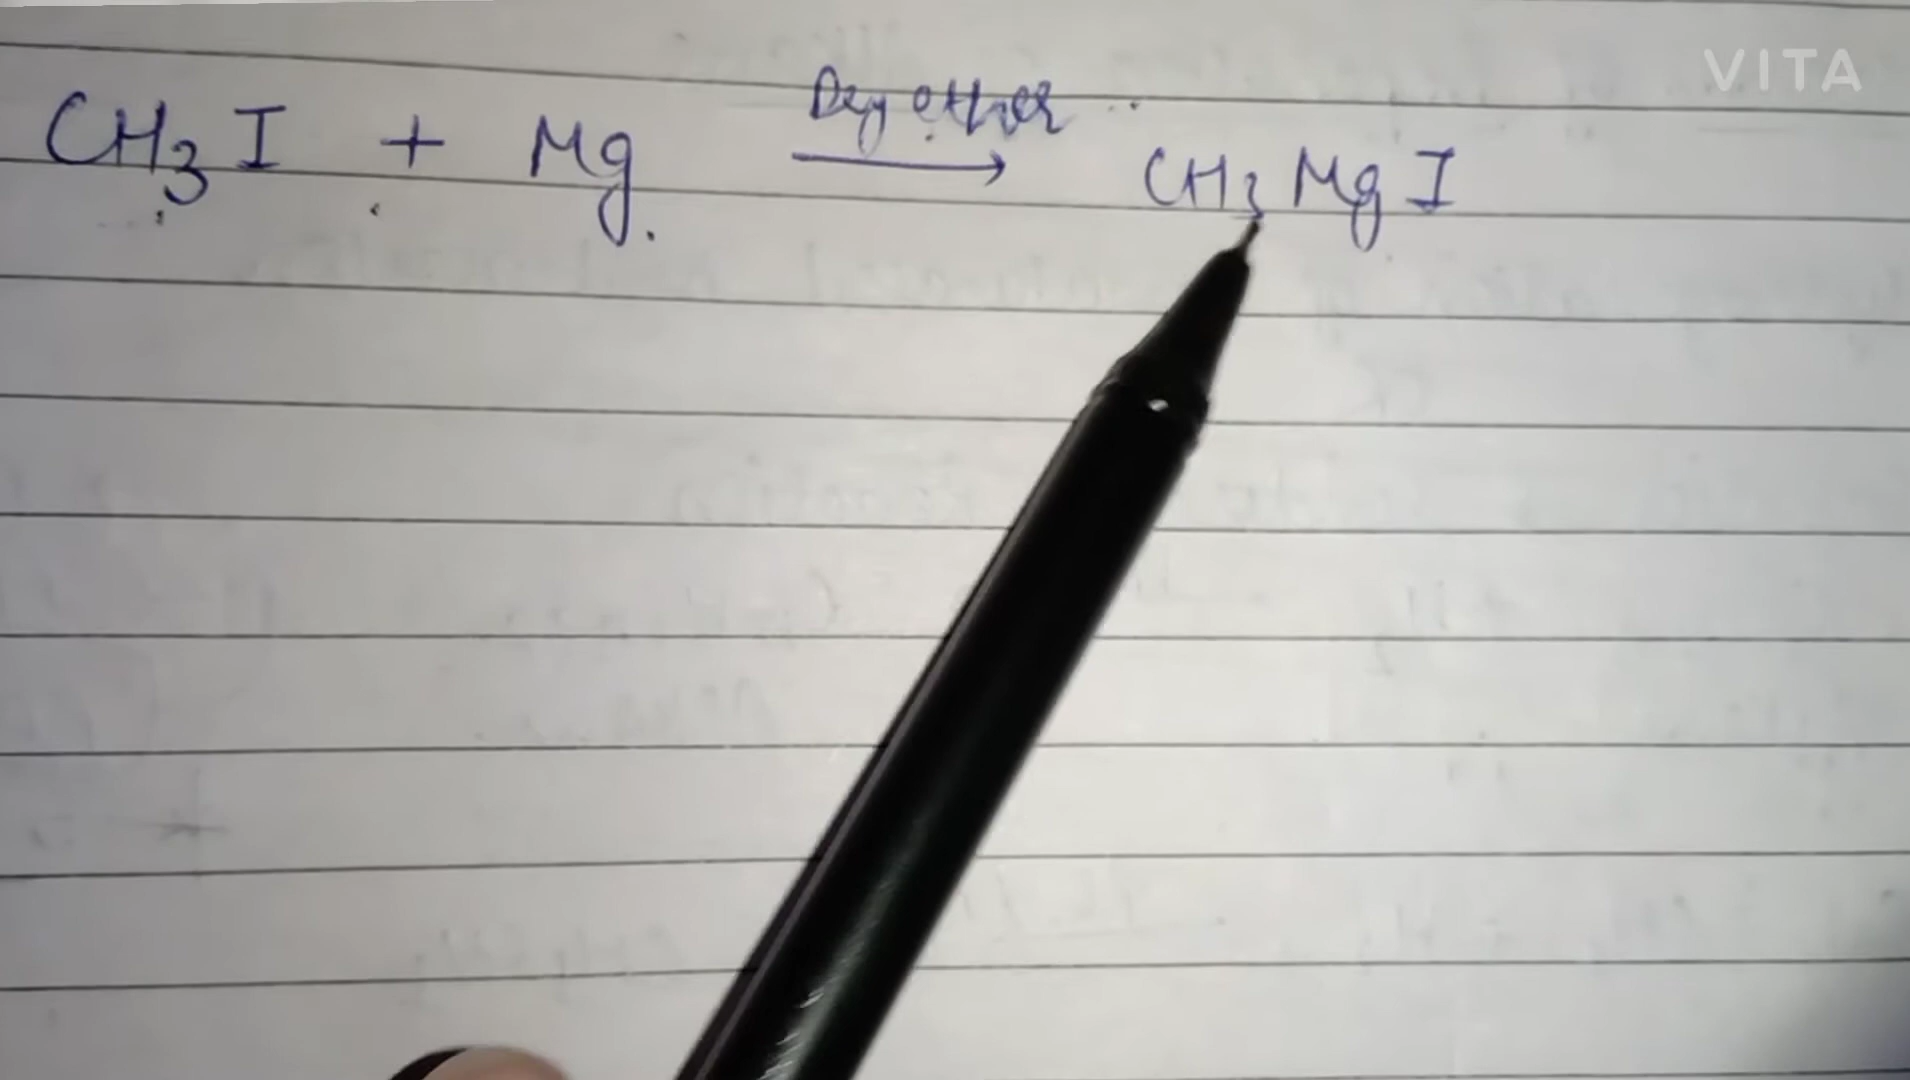 VITA
Dry ether
CH3I + Mg ⟶ CH3MgI